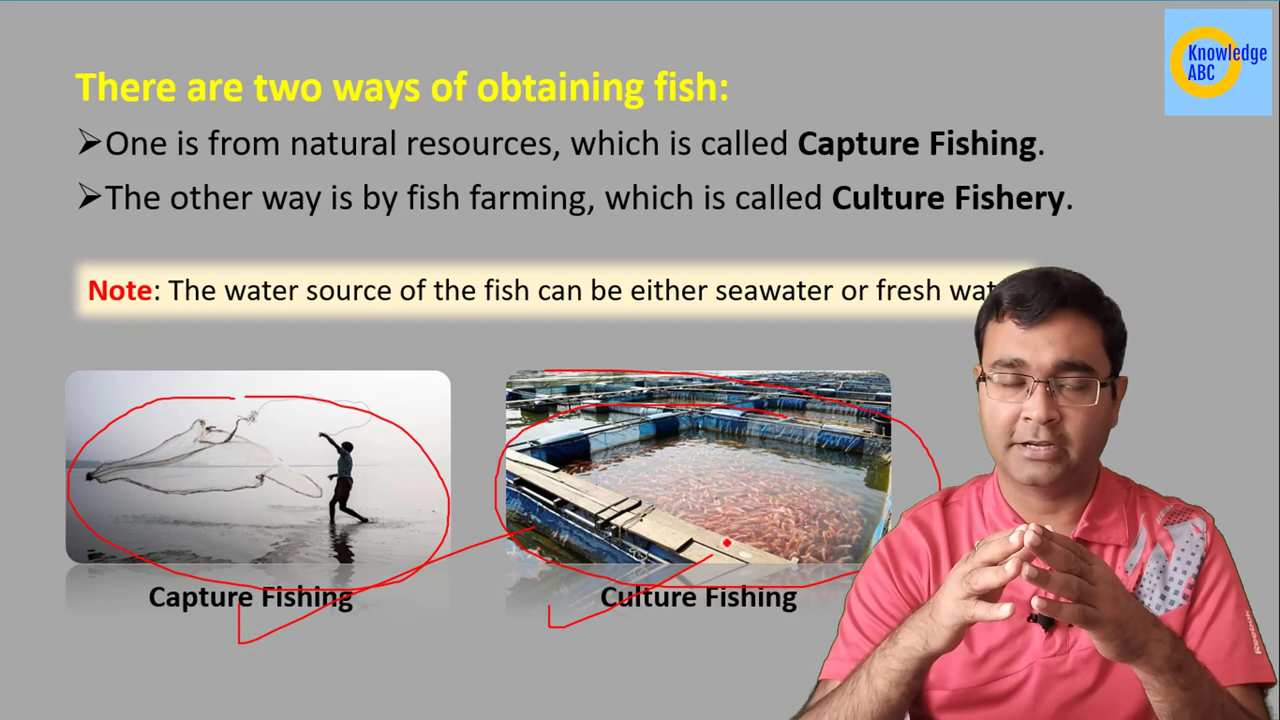 Knowledge
ABC
There are two ways of obtaining fish:
➢One is from natural resources, which is called Capture Fishing.
➢The other way is by fish farming, which is called Culture Fishery.
Note: The water source of the fish can be either seawater or fresh wat
Capture Fishing
Culture Fishing
Reebok